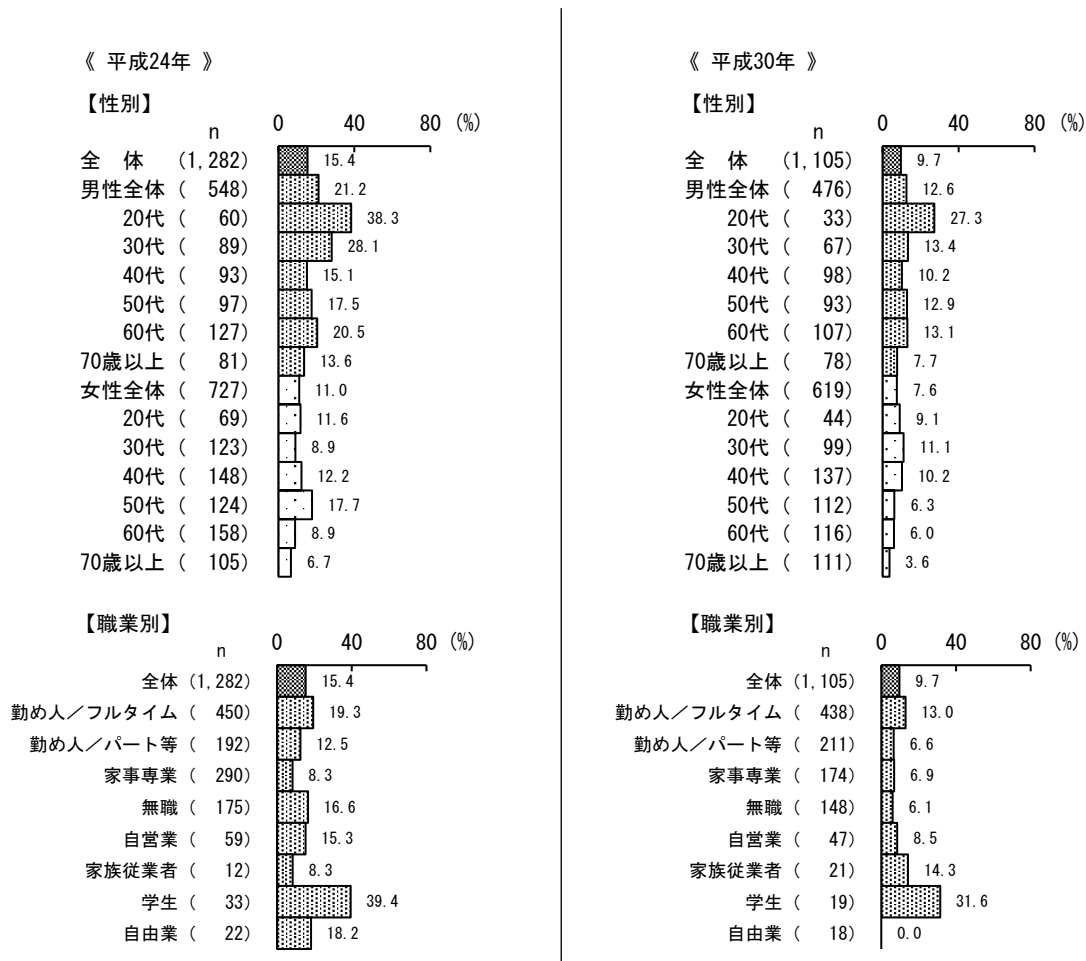 《 平成24年 》
【性別】
n 0 40 80 (%)
全 体 (1,282) 15.4
男性全体 ( 548) 21.2
20代 ( 60) 38.3
30代 ( 89) 28.1
40代 ( 93) 15.1
50代 ( 97) 17.5
60代 ( 127) 20.5
70歳以上 ( 81) 13.6
女性全体 ( 727) 11.0
20代 ( 69) 11.6
30代 ( 123) 8.9
40代 ( 148) 12.2
50代 ( 124) 17.7
60代 ( 158) 8.9
70歳以上 ( 105) 6.7
【職業別】
n 0 40 80 (%)
全体 (1,282) 15.4
勤め人／フルタイム ( 450) 19.3
勤め人／パート等 ( 192) 12.5
家事専業 ( 290) 8.3
無職 ( 175) 16.6
自営業 ( 59) 15.3
家族従業者 ( 12) 8.3
学生 ( 33) 39.4
自由業 ( 22) 18.2
《 平成30年 》
【性別】
n 0 40 80 (%)
全 体 (1,105) 9.7
男性全体 ( 476) 12.6
20代 ( 33) 27.3
30代 ( 67) 13.4
40代 ( 98) 10.2
50代 ( 93) 12.9
60代 ( 107) 13.1
70歳以上 ( 78) 7.7
女性全体 ( 619) 7.6
20代 ( 44) 9.1
30代 ( 99) 11.1
40代 ( 137) 10.2
50代 ( 112) 6.3
60代 ( 116) 6.0
70歳以上 ( 111) 3.6
【職業別】
n 0 40 80 (%)
全体 (1,105) 9.7
勤め人／フルタイム ( 438) 13.0
勤め人／パート等 ( 211) 6.6
家事専業 ( 174) 6.9
無職 ( 148) 6.1
自営業 ( 47) 8.5
家族従業者 ( 21) 14.3
学生 ( 19) 31.6
自由業 ( 18) 0.0